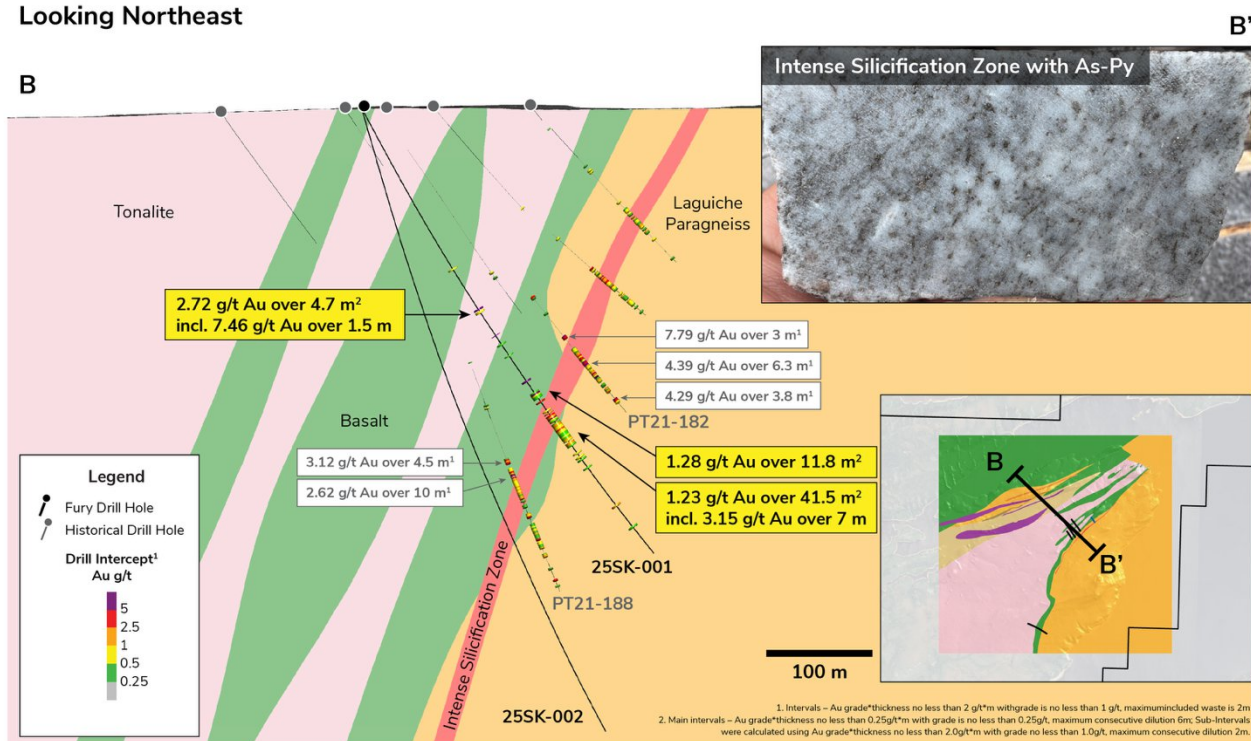 Looking Northeast
B
B'
Intense Silicification Zone with As-Py
Tonalite
Laguiche
Paragneiss
2.72 g/t Au over 4.7 m²
incl. 7.46 g/t Au over 1.5 m
7.79 g/t Au over 3 m¹
4.39 g/t Au over 6.3 m¹
4.29 g/t Au over 3.8 m¹
PT21-182
Basalt
3.12 g/t Au over 4.5 m¹
2.62 g/t Au over 10 m¹
1.28 g/t Au over 11.8 m²
1.23 g/t Au over 41.5 m²
incl. 3.15 g/t Au over 7 m
25SK-001
PT21-188
Intense Silicification Zone
25SK-002
100 m
Legend
Fury Drill Hole
Historical Drill Hole
Drill Intercept¹
Au g/t
5
2.5
1
0.5
0.25
B
B'
1. Intervals – Au grade*thickness no less than 2 g/t*m withgrade is no less than 1 g/t, maximumincluded waste is 2m
2. Main intervals – Au grade*thickness no less than 0.25g/t*m with grade is no less than 0.25g/t, maximum consecutive dilution 6m; Sub-Intervals
were calculated using Au grade*thickness no less than 2.0g/t*m with grade no less than 1.0g/t, maximum consecutive dilution 2m.